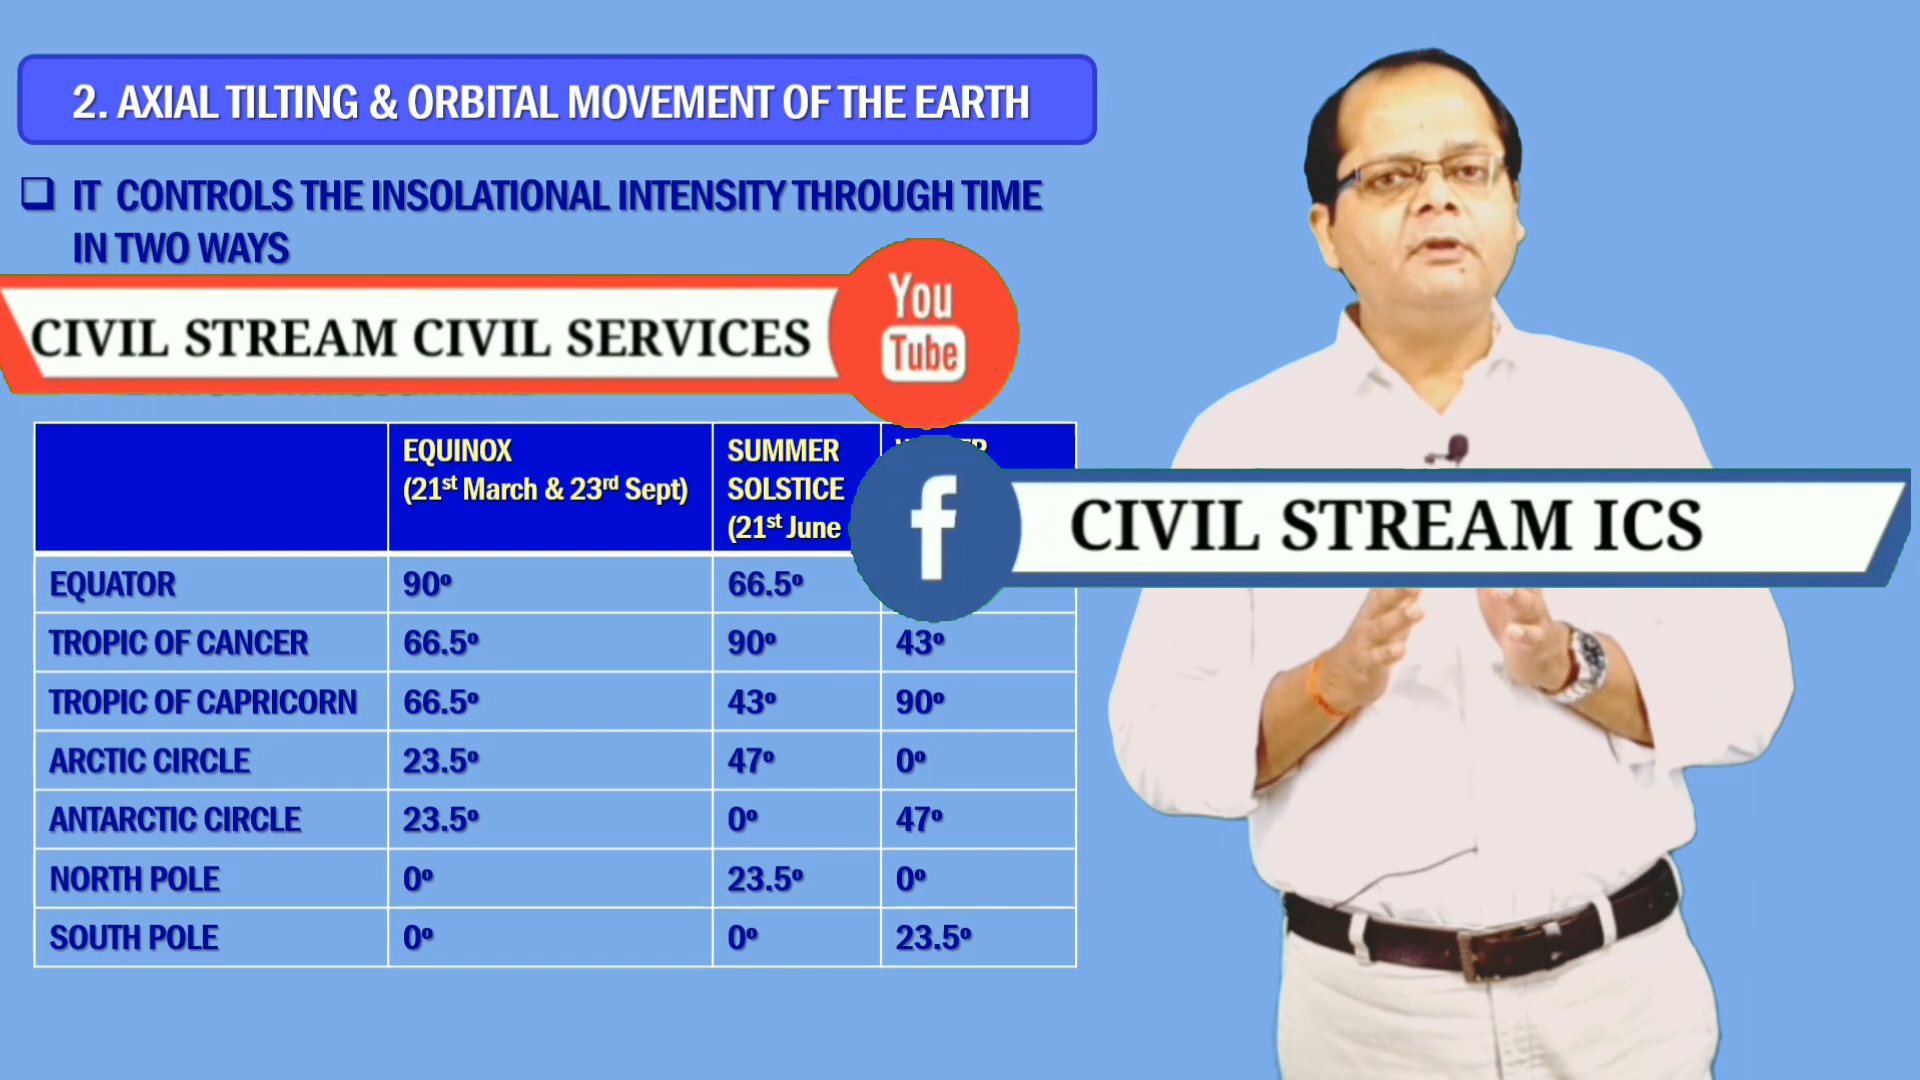 2. AXIAL TILTING & ORBITAL MOVEMENT OF THE EARTH
IT CONTROLS THE INSOLATIONAL INTENSITY THROUGH TIME
IN TWO WAYS
CIVIL STREAM CIVIL SERVICES
You
Tube
EQUINOX
(21st March & 23rd Sept)
SUMMER
SOLSTICE
(21st June
f
CIVIL STREAM ICS
EQUATOR 90º 66.5º
TROPIC OF CANCER 66.5º 90º 43º
TROPIC OF CAPRICORN 66.5º 43º 90º
ARCTIC CIRCLE 23.5º 47º 0º
ANTARCTIC CIRCLE 23.5º 0º 47º
NORTH POLE 0º 23.5º 0º
SOUTH POLE 0º 0º 23.5º